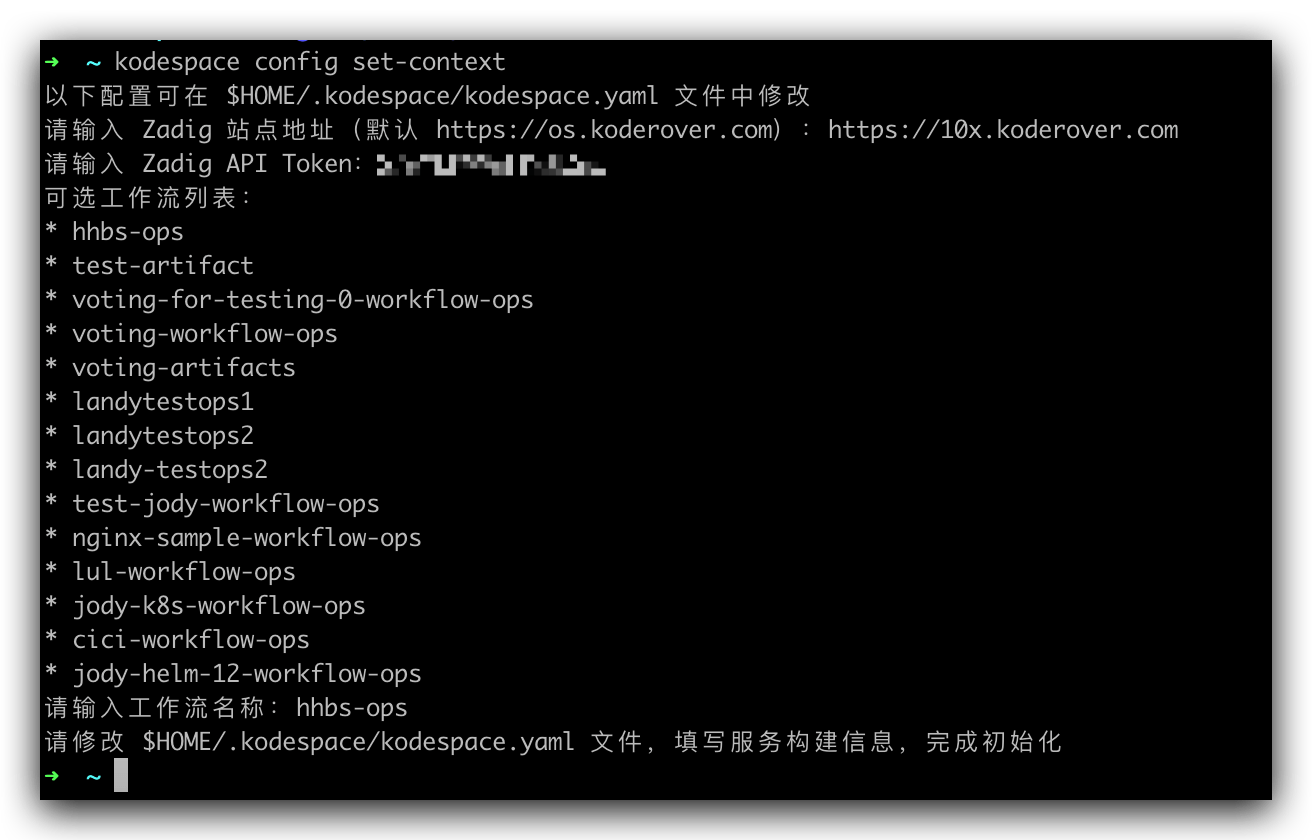 ➜  ~ kodespace config set-context
以下配置可在 $HOME/.kodespace/kodespace.yaml 文件中修改
请输入 Zadig 站点地址（默认 https://os.koderover.com）：https://10x.koderover.com
请输入 Zadig API Token：
可选工作流列表：
* hhbs-ops
* test-artifact
* voting-for-testing-0-workflow-ops
* voting-workflow-ops
* voting-artifacts
* landytestops1
* landytestops2
* landy-testops2
* test-jody-workflow-ops
* nginx-sample-workflow-ops
* lul-workflow-ops
* jody-k8s-workflow-ops
* cici-workflow-ops
* jody-helm-12-workflow-ops
请输入工作流名称：hhbs-ops
请修改 $HOME/.kodespace/kodespace.yaml 文件，填写服务构建信息，完成初始化
➜  ~